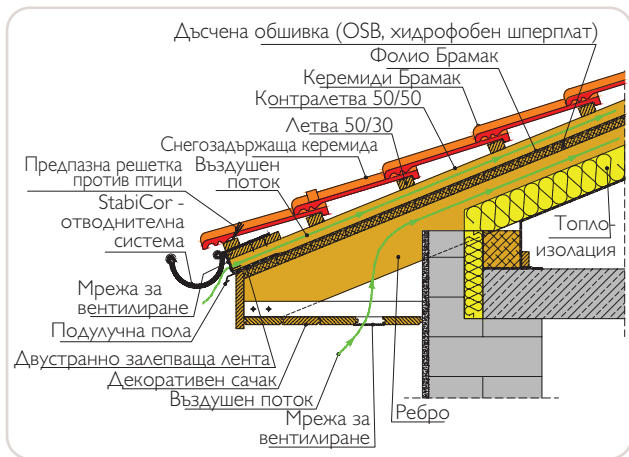 Дъсчена обшивка (OSB, хидрофобен шперплат)
Фолио Брамак
Керемиди Брамак
Контралетва 50/50
Летва 50/30
Снегозадържаща керемида
Предпазна решетка
против птици
Въздушен
поток
StabiCor -
отводнителна
система
Топло-
изолация
Мрежа за
вентилиране
Подулучна пола
Двустранно залепваща лента
Декоративен сачак
Въздушен поток
Мрежа за
вентилиране
Ребро